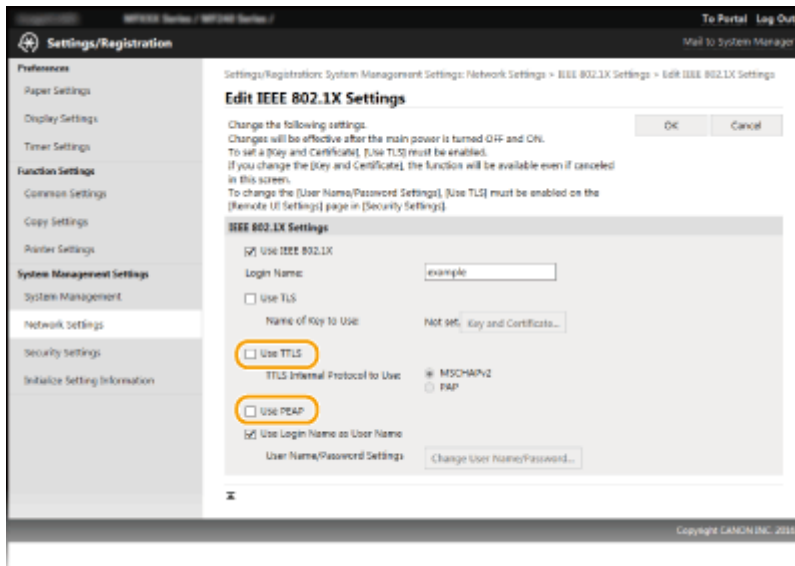 MFXXX Series / MF240 Series /
To Portal Log Out
Settings/Registration
Mail to System Manager
Preferences
Paper Settings
Display Settings
Timer Settings
Function Settings
Common Settings
Copy Settings
Printer Settings
System Management Settings
System Management
Network Settings
Security Settings
Initialize Setting Information
Settings/Registration: System Management Settings: Network Settings > IEEE 802.1X Settings > Edit IEEE 802.1X Settings
Edit IEEE 802.1X Settings
Change the following settings.
Changes will be effective after the main power is turned OFF and ON.
To set a [Key and Certificate], [Use TLS] must be enabled.
If you change the [Key and Certificate], the function will be available even if canceled
in this screen.
To change the [User Name/Password Settings], [Use TLS] must be enabled on the
[Remote UI Settings] page in [Security Settings].
OK Cancel
IEEE 802.1X Settings
Use IEEE 802.1X
Login Name: example
Use TLS
Name of Key to Use: Not set. Key and Certificate...
Use TTLS
TTLS Internal Protocol to Use: MSCHAPv2
PAP
Use PEAP
Use Login Name as User Name
User Name/Password Settings Change User Name/Password...
Copyright CANON INC. 2016